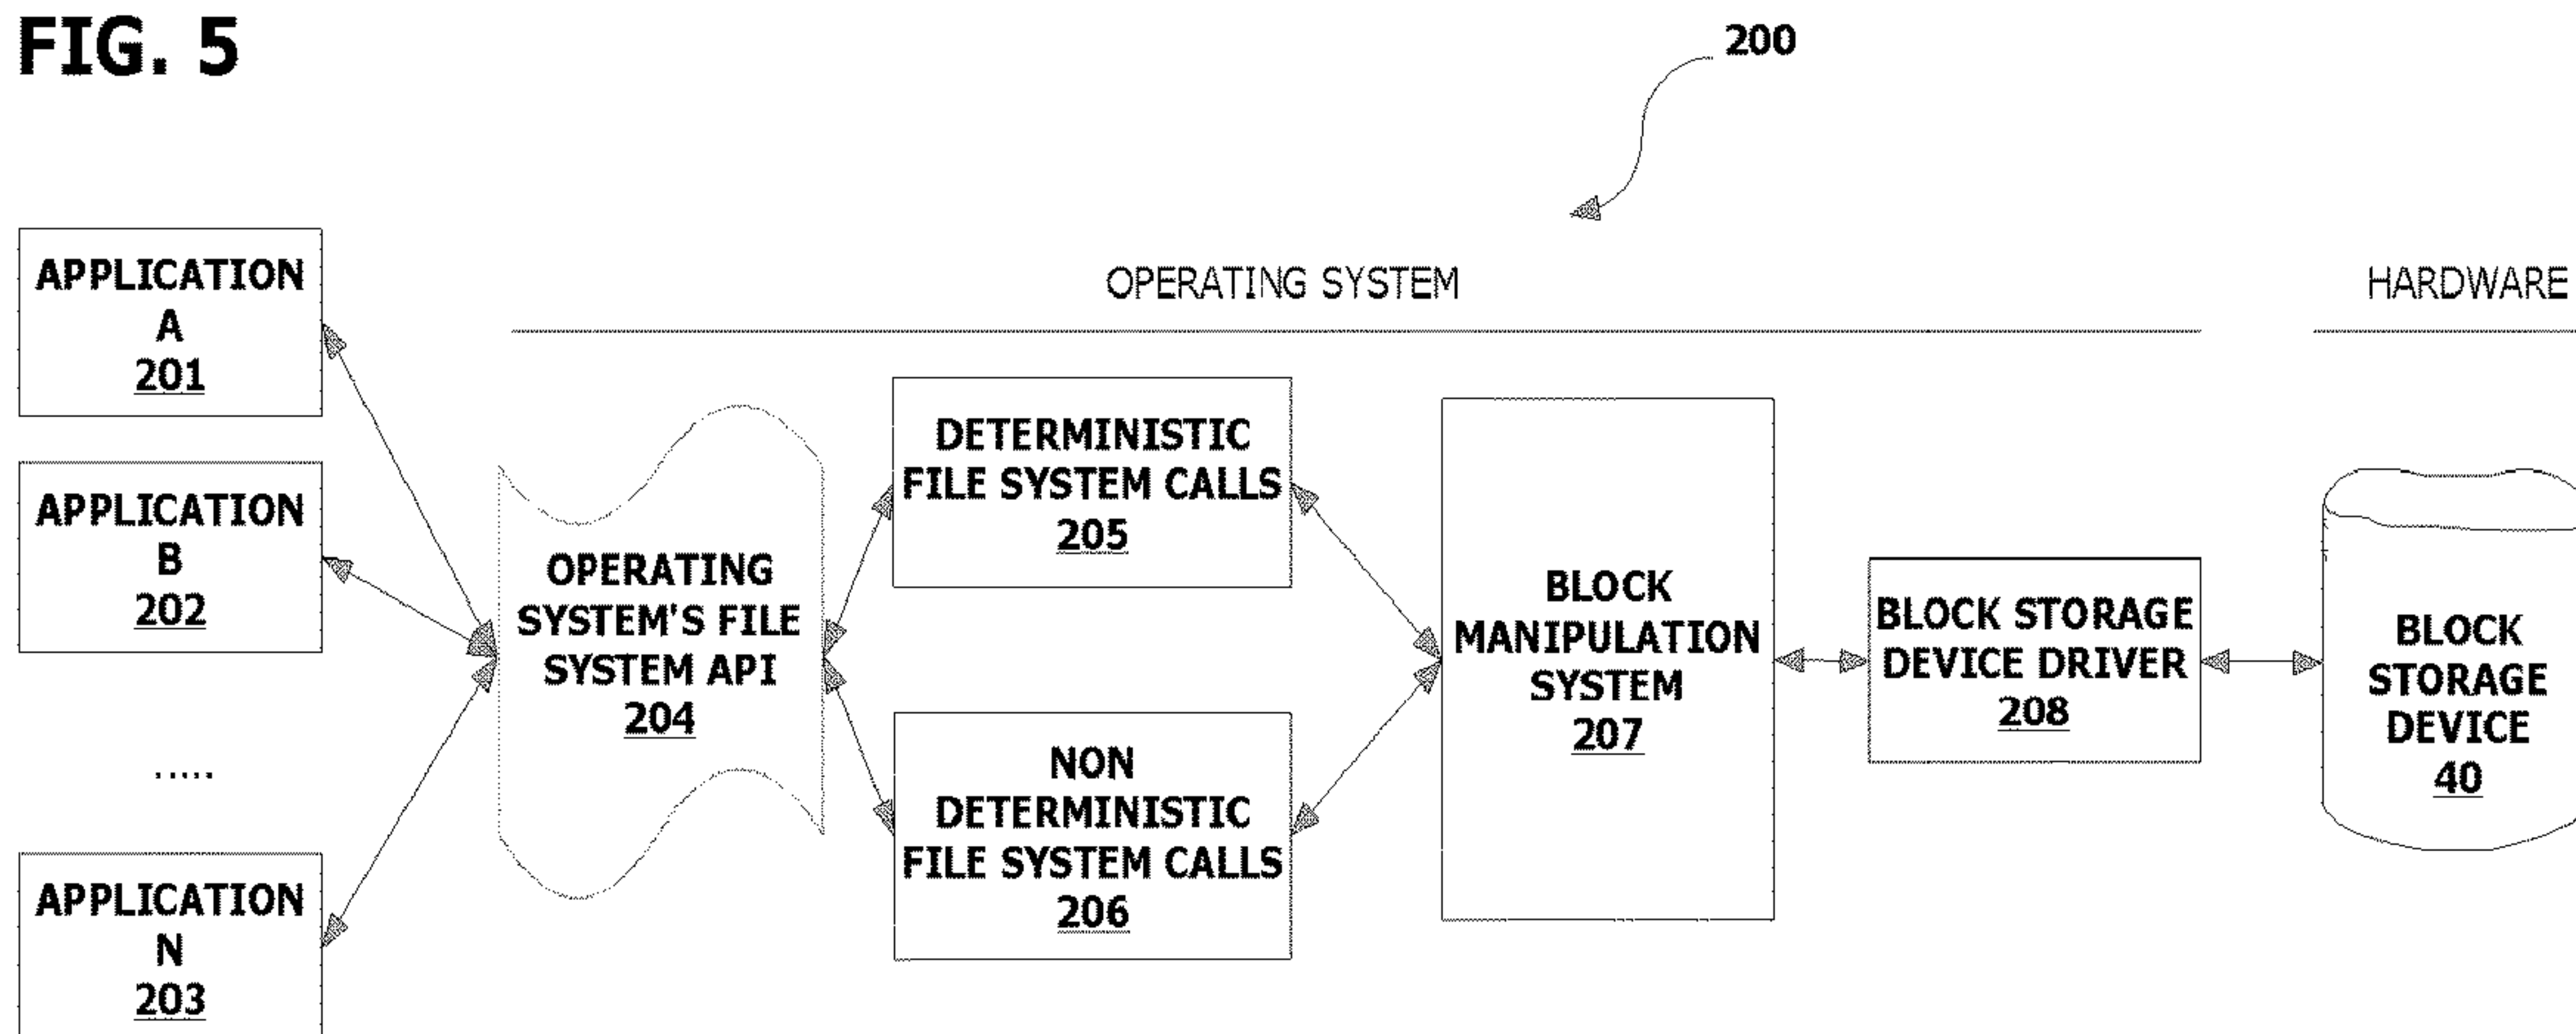 FIG. 5
200
OPERATING SYSTEM
HARDWARE
APPLICATION
A
201
APPLICATION
B
202
.....
APPLICATION
N
203
OPERATING
SYSTEM'S FILE
SYSTEM API
204
DETERMINISTIC
FILE SYSTEM CALLS
205
NON
DETERMINISTIC
FILE SYSTEM CALLS
206
BLOCK
MANIPULATION
SYSTEM
207
BLOCK STORAGE
DEVICE DRIVER
208
BLOCK
STORAGE
DEVICE
40